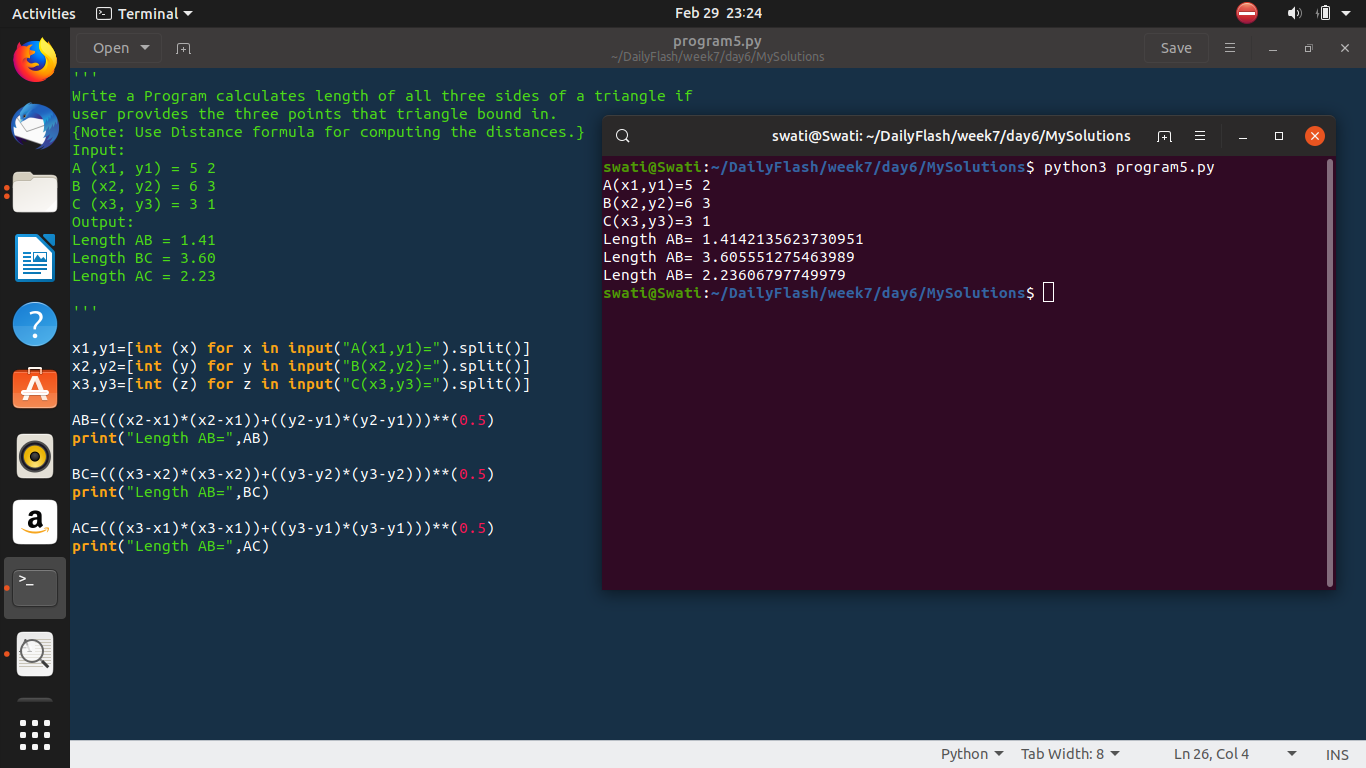 Activities Terminal Feb 29 23:24
Open program5.py Save
~/DailyFlash/week7/day6/MySolutions
'''
Write a Program calculates length of all three sides of a triangle if
user provides the three points that triangle bound in.
{Note: Use Distance formula for computing the distances.}
Input:
A (x1, y1) = 5 2
B (x2, y2) = 6 3
C (x3, y3) = 3 1
Output:
Length AB = 1.41
Length BC = 3.60
Length AC = 2.23
'''
x1,y1=[int (x) for x in input("A(x1,y1)=").split()]
x2,y2=[int (y) for y in input("B(x2,y2)=").split()]
x3,y3=[int (z) for z in input("C(x3,y3)=").split()]
AB=(((x2-x1)*(x2-x1))+((y2-y1)*(y2-y1)))**(0.5)
print("Length AB=",AB)
BC=(((x3-x2)*(x3-x2))+((y3-y2)*(y3-y2)))**(0.5)
print("Length AB=",BC)
AC=(((x3-x1)*(x3-x1))+((y3-y1)*(y3-y1)))**(0.5)
print("Length AB=",AC)
swati@Swati: ~/DailyFlash/week7/day6/MySolutions
swati@Swati:~/DailyFlash/week7/day6/MySolutions$ python3 program5.py
A(x1,y1)=5 2
B(x2,y2)=6 3
C(x3,y3)=3 1
Length AB= 1.4142135623730951
Length AB= 3.605551275463989
Length AB= 2.23606797749979
swati@Swati:~/DailyFlash/week7/day6/MySolutions$
Python Tab Width: 8 Ln 26, Col 4 INS